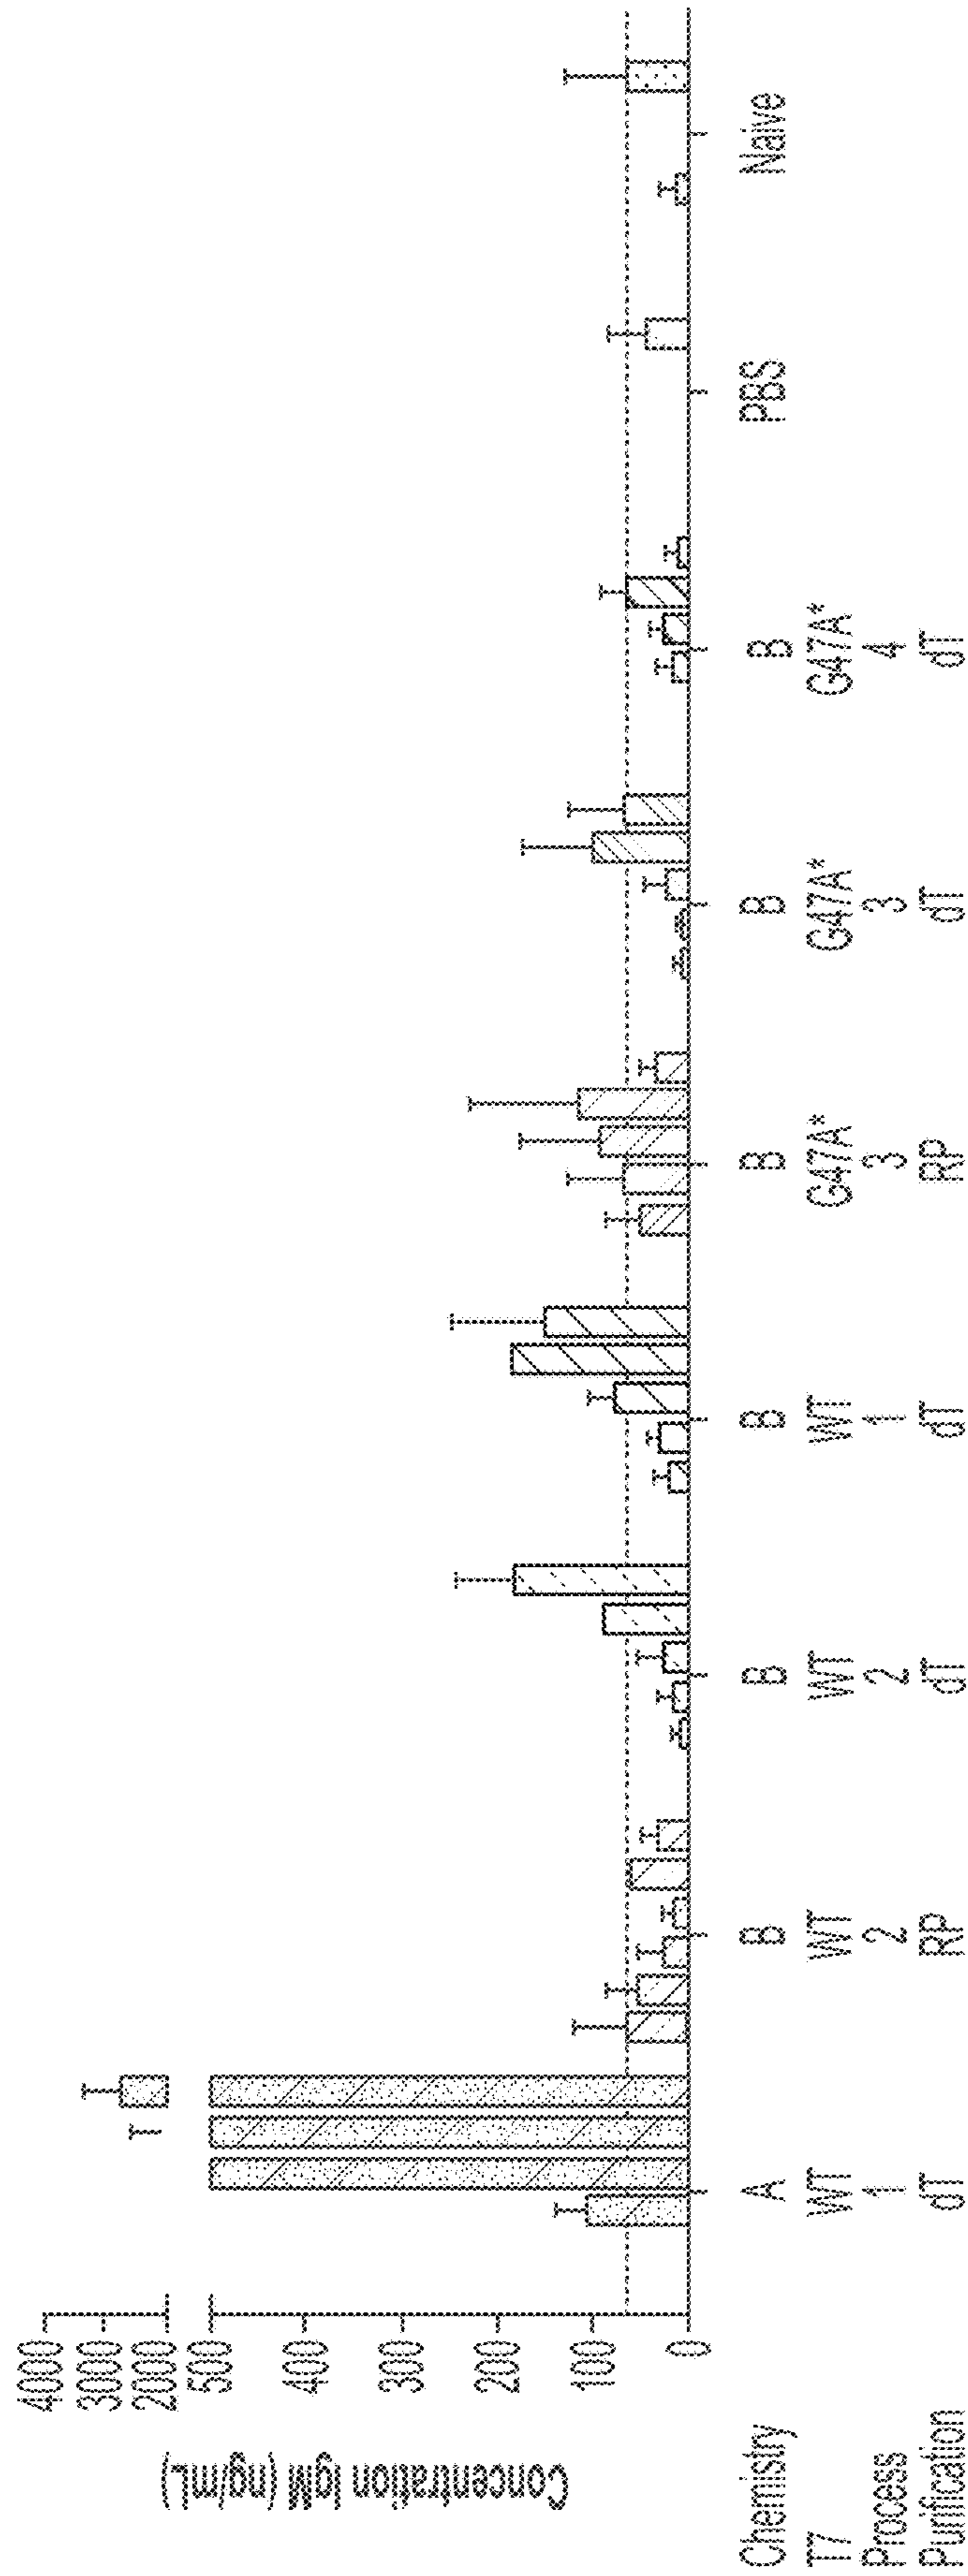 Concentration IgM (ng/mL)
4000
3000
2000
500
400
300
200
100
0
Chemistry A B B B B B B PBS Naive
T7 WT WT WT WT G47A* G47A* G47A*
Process 1 2 2 1 3 3 4
Purification dT RP dT dT RP dT dT